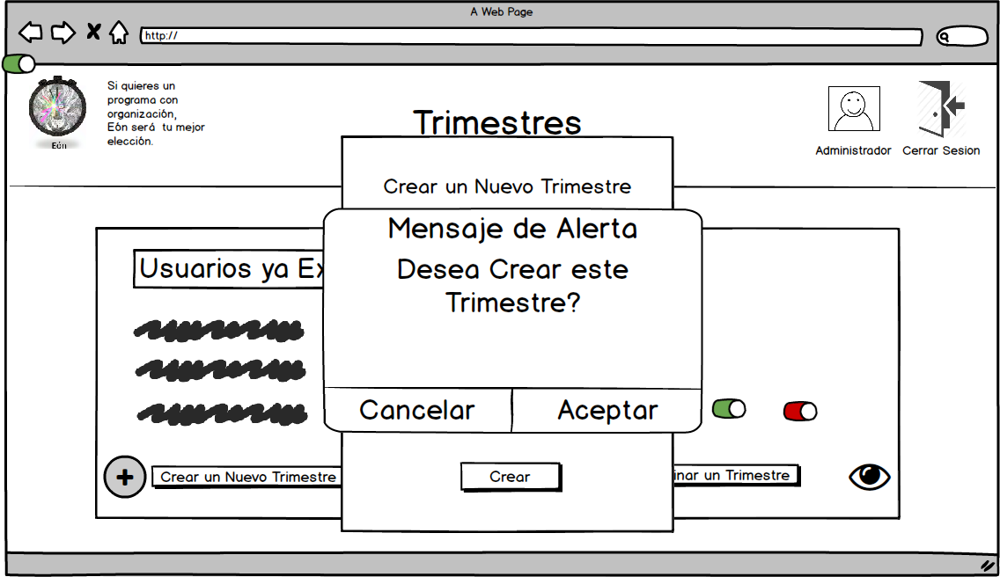 A Web Page
http://
Si quieres un
programa con
organización,
Eón será tu mejor
elección.
Eón
Trimestres
Administrador
Cerrar Sesion
Crear un Nuevo Trimestre
Mensaje de Alerta
Desea Crear este
Trimestre?
Cancelar
Aceptar
Usuarios ya
Crear un Nuevo Trimestre
Crear
un Trimestre